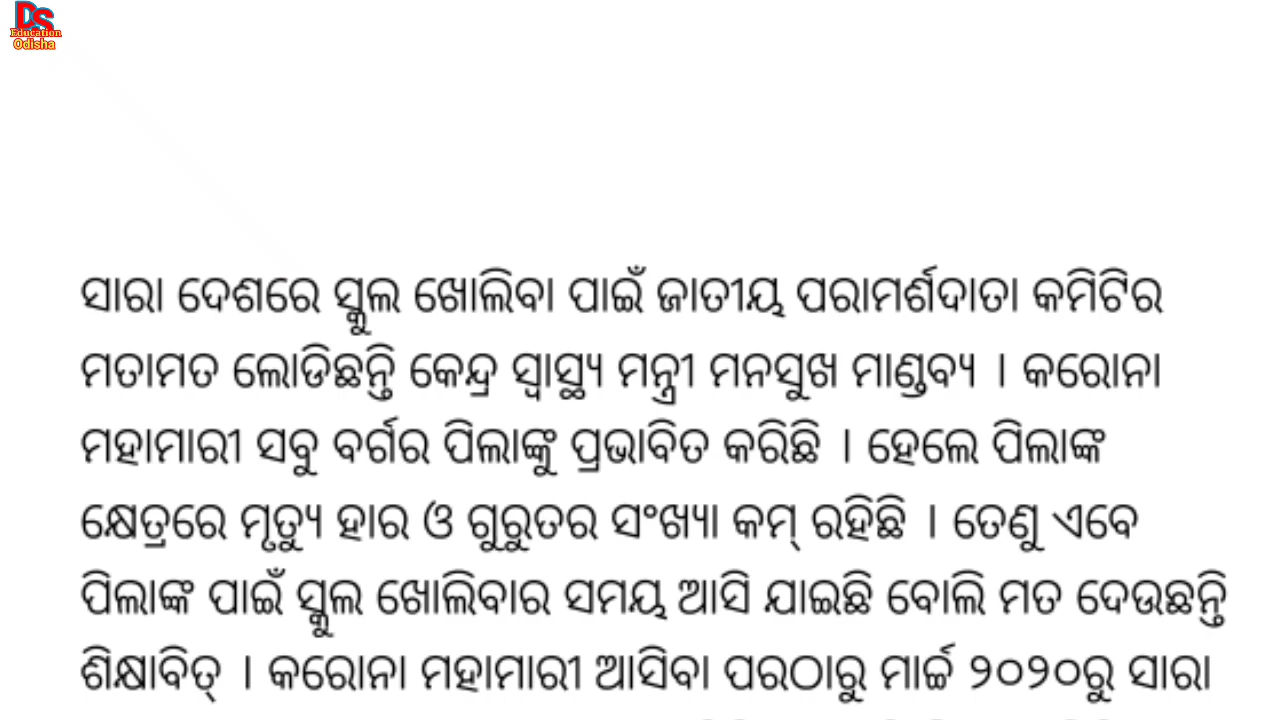 DS
Education
Odisha
ସାରା ଦେଶରେ ସ୍କୁଲ ଖୋଲିବା ପାଇଁ ଜାତୀୟ ପରାମର୍ଶଦାତା କମିଟିର
ମତାମତ ଲୋଡିଛନ୍ତି କେନ୍ଦ୍ର ସ୍ୱାସ୍ଥ୍ୟ ମନ୍ତ୍ରୀ ମନସୁଖ ମାଣ୍ଡବ୍ୟ । କରୋନା
ମହାମାରୀ ସବୁ ବର୍ଗର ପିଲାଙ୍କୁ ପ୍ରଭାବିତ କରିଛି । ହେଲେ ପିଲାଙ୍କ
କ୍ଷେତ୍ରରେ ମୃତ୍ୟୁ ହାର ଓ ଗୁରୁତର ସଂଖ୍ୟା କମ୍ ରହିଛି । ତେଣୁ ଏବେ
ପିଲାଙ୍କ ପାଇଁ ସ୍କୁଲ ଖୋଲିବାର ସମୟ ଆସି ଯାଇଛି ବୋଲି ମତ ଦେଉଛନ୍ତି
ଶିକ୍ଷାବିତ୍ । କରୋନା ମହାମାରୀ ଆସିବା ପରଠାରୁ ମାର୍ଚ୍ଚ ୨୦୨୦ରୁ ସାରା